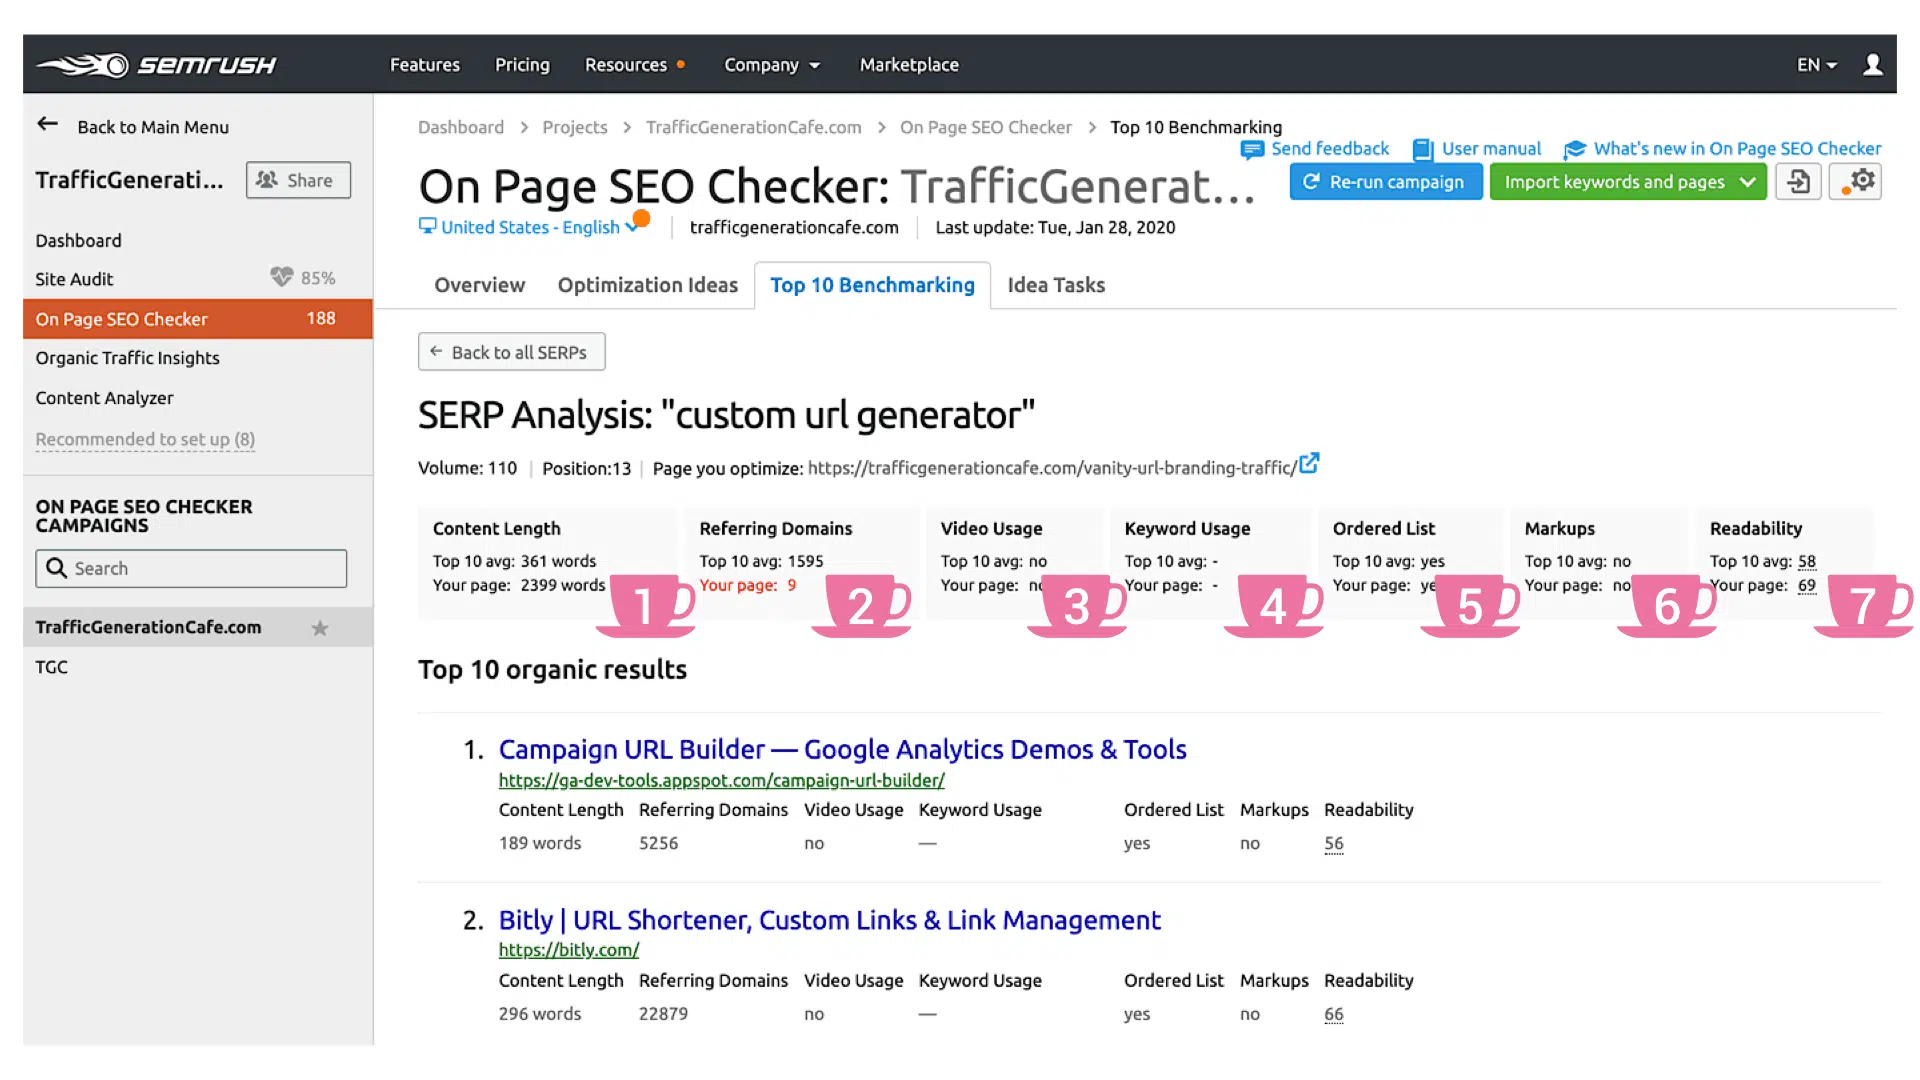 semrush
Features Pricing Resources Company Marketplace EN
Back to Main Menu
TrafficGenerati... Share
Dashboard
Site Audit 85%
On Page SEO Checker 188
Organic Traffic Insights
Content Analyzer
Recommended to set up (8)
ON PAGE SEO CHECKER
CAMPAIGNS
Search
TrafficGenerationCafe.com
TGC
Dashboard > Projects > TrafficGenerationCafe.com > On Page SEO Checker > Top 10 Benchmarking
Send feedback User manual What's new in On Page SEO Checker
On Page SEO Checker: TrafficGenerat...
Re-run campaign Import keywords and pages
United States - English trafficgenerationcafe.com Last update: Tue, Jan 28, 2020
Overview Optimization Ideas Top 10 Benchmarking Idea Tasks
← Back to all SERPs
SERP Analysis: "custom url generator"
Volume: 110 | Position:13 | Page you optimize: https://trafficgenerationcafe.com/vanity-url-branding-traffic/
Content Length Referring Domains Video Usage Keyword Usage Ordered List Markups Readability
Top 10 avg: 361 words Top 10 avg: 1595 Top 10 avg: no Top 10 avg: - Top 10 avg: yes Top 10 avg: no Top 10 avg: 58
Your page: 2399 words Your page: 9 Your page: Your page: - Your page: Your page: no Your page: 69
1 2 3 4 5 6 7
Top 10 organic results
1. Campaign URL Builder — Google Analytics Demos & Tools
https://ga-dev-tools.appspot.com/campaign-url-builder/
Content Length Referring Domains Video Usage Keyword Usage Ordered List Markups Readability
189 words 5256 no — yes no 56
2. Bitly | URL Shortener, Custom Links & Link Management
https://bitly.com/
Content Length Referring Domains Video Usage Keyword Usage Ordered List Markups Readability
296 words 22879 no — yes no 66